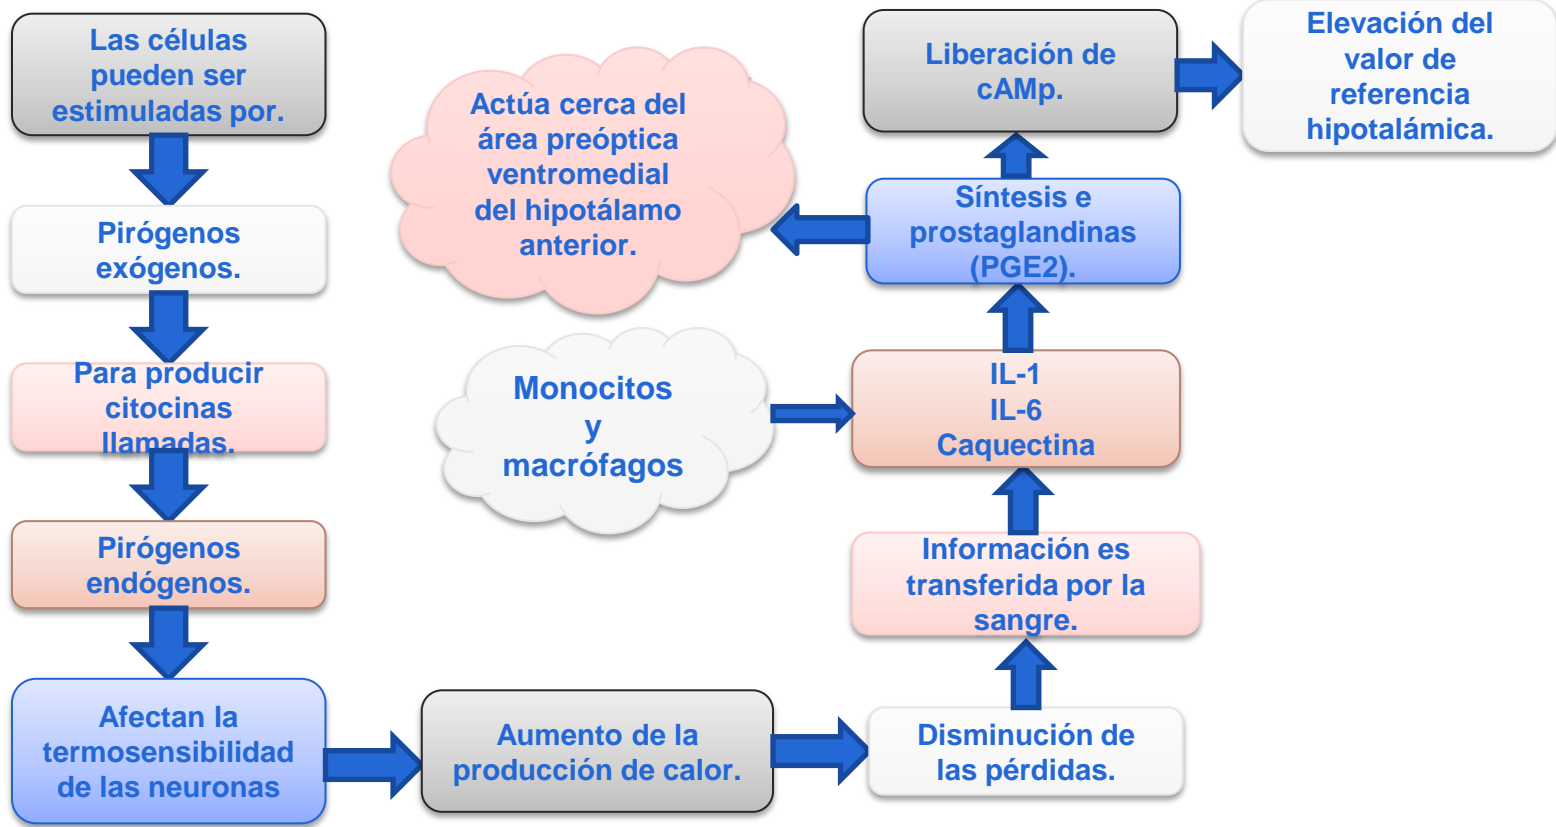 Las células
pueden ser
estimuladas por.
Pirógenos
exógenos.
Para producir
citocinas
llamadas.
Pirógenos
endógenos.
Afectan la
termosensibilidad
de las neuronas
Aumento de la
producción de calor.
Disminución de
las pérdidas.
Información es
transferida por la
sangre.
IL-1
IL-6
Caquectina
Monocitos
y
macrófagos
Síntesis e
prostaglandinas
(PGE2).
Actúa cerca del
área preóptica
ventromedial
del hipotálamo
anterior.
Liberación de
cAMp.
Elevación del
valor de
referencia
hipotalámica.